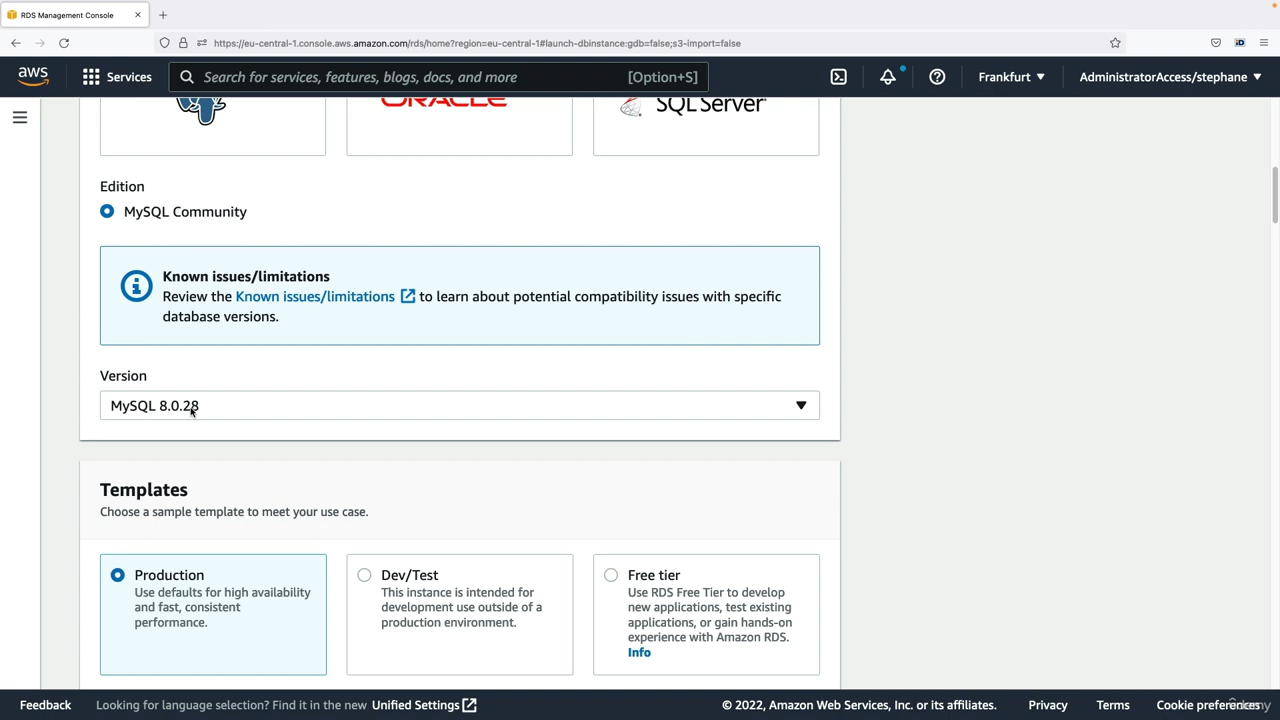 RDS Management Console
https://eu-central-1.console.aws.amazon.com/rds/home?region=eu-central-1#launch-dbinstance:gdb=false;s3-import=false
aws
Services
Search for services, features, blogs, docs, and more
[Option+S]
Frankfurt
AdministratorAccess/stephane
ORACLE
SQL Server
Edition
MySQL Community
Known issues/limitations
Review the Known issues/limitations to learn about potential compatibility issues with specific
database versions.
Version
MySQL 8.0.28
Templates
Choose a sample template to meet your use case.
Production
Use defaults for high availability
and fast, consistent
performance.
Dev/Test
This instance is intended for
development use outside of a
production environment.
Free tier
Use RDS Free Tier to develop
new applications, test existing
applications, or gain hands-on
experience with Amazon RDS.
Info
Feedback
Looking for language selection? Find it in the new Unified Settings
© 2022, Amazon Web Services, Inc. or its affiliates.
Privacy
Terms
Cookie preferences